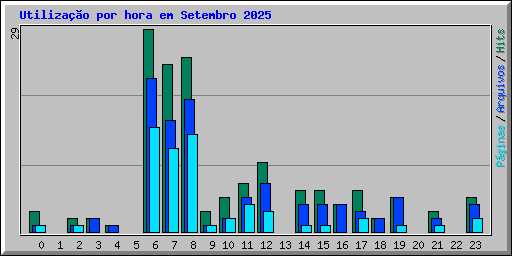 Utilização por hora em Setembro 2025
29
Páginas / Arquivos / Hits
0 1 2 3 4 5 6 7 8 9 10 11 12 13 14 15 16 17 18 19 20 21 22 23